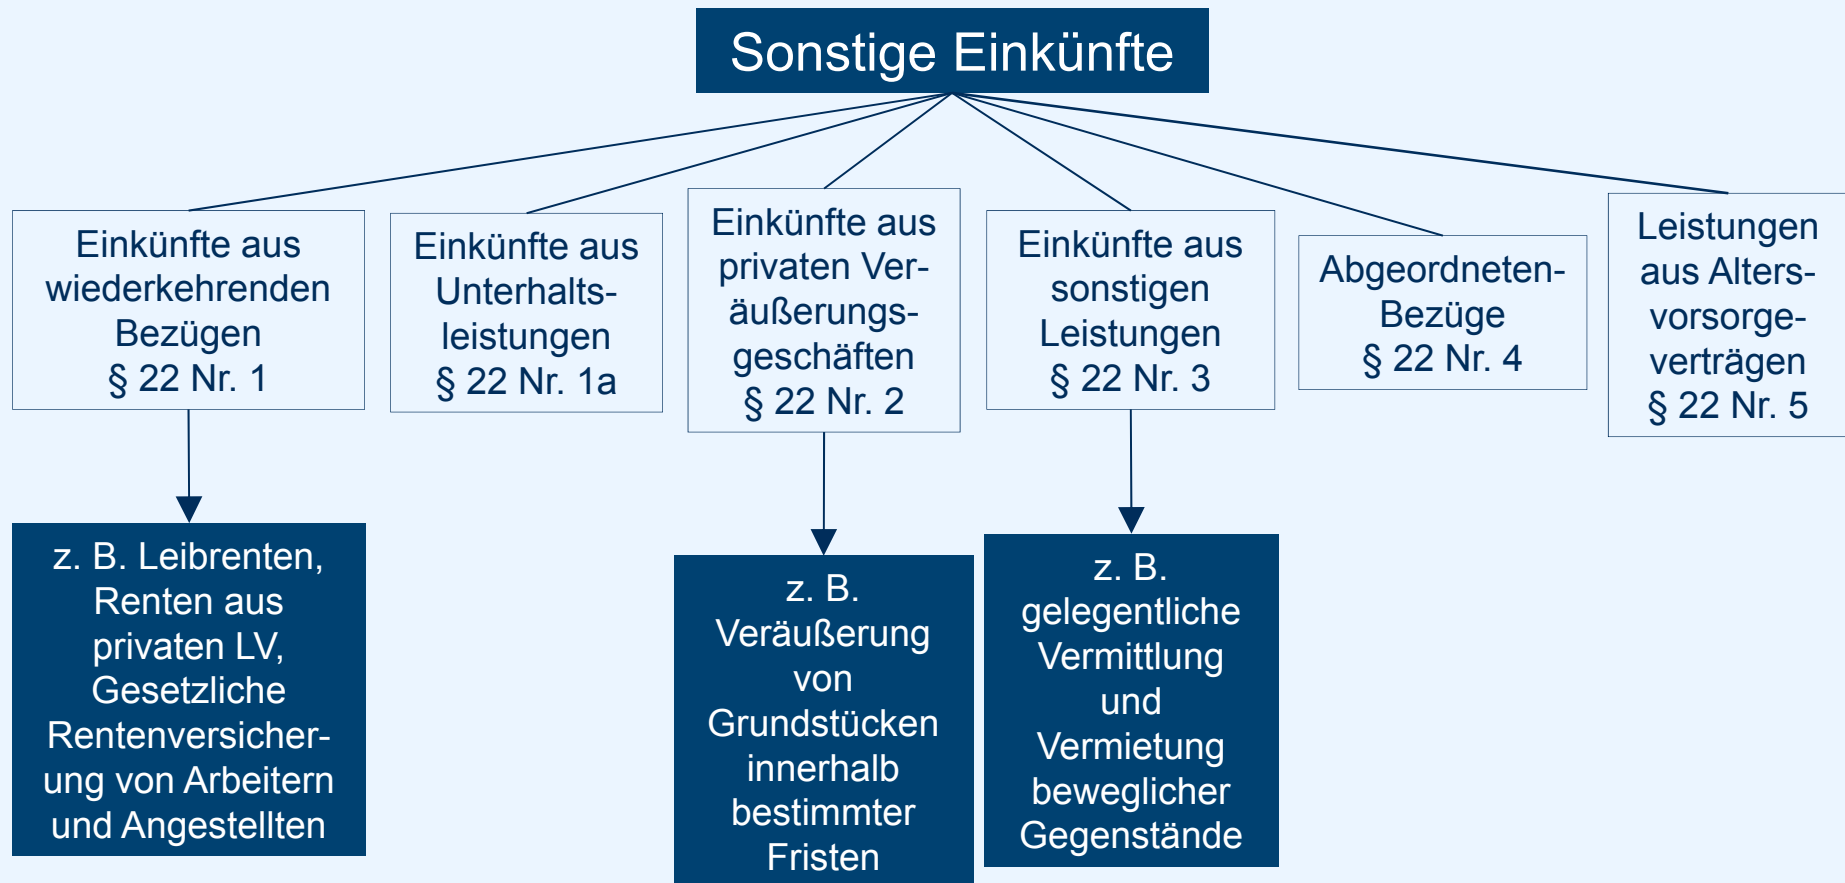 Sonstige Einkünfte
Einkünfte aus
wiederkehrenden
Bezügen
§ 22 Nr. 1
Einkünfte aus
Unterhalts-
leistungen
§ 22 Nr. 1a
Einkünfte aus
privaten Ver-
äußerungs-
geschäften
§ 22 Nr. 2
Einkünfte aus
sonstigen
Leistungen
§ 22 Nr. 3
Abgeordneten-
Bezüge
§ 22 Nr. 4
Leistungen
aus Alters-
vorsorge-
verträgen
§ 22 Nr. 5
z. B. Leibrenten,
Renten aus
privaten LV,
Gesetzliche
Rentenversicher-
ung von Arbeitern
und Angestellten
z. B.
Veräußerung
von
Grundstücken
innerhalb
bestimmter
Fristen
z. B.
gelegentliche
Vermittlung
und
Vermietung
beweglicher
Gegenstände